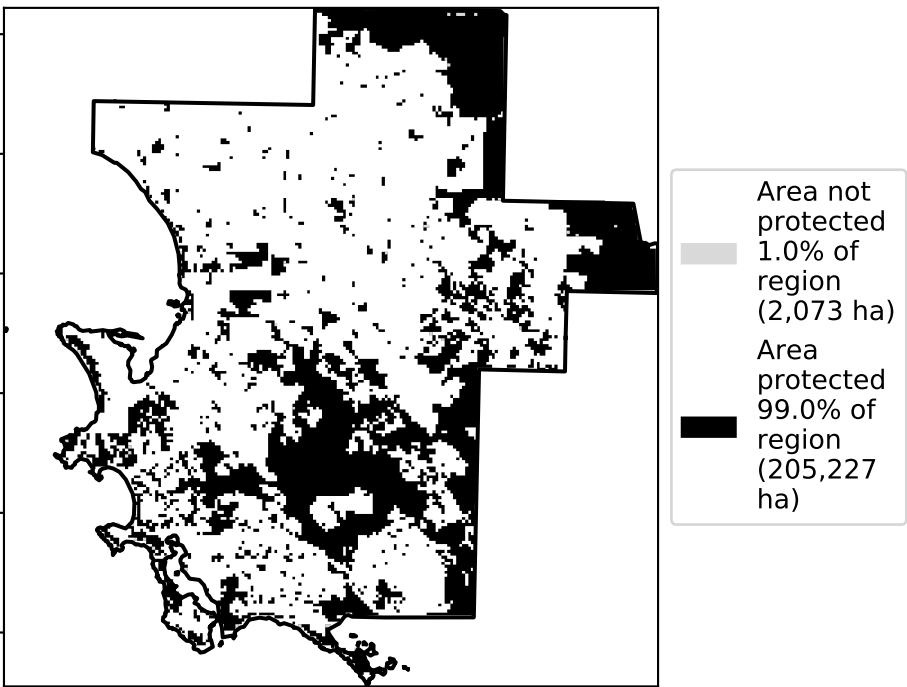 Area not
protected
1.0% of
region
(2,073 ha)
Area
protected
99.0% of
region
(205,227
ha)